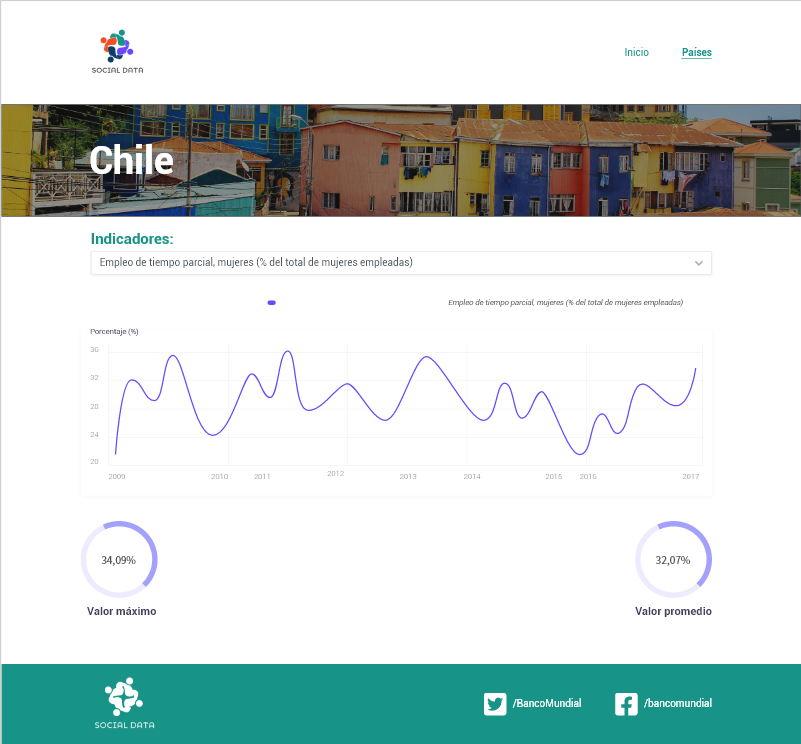 SOCIAL DATA
Inicio
Países
Chile
Indicadores:
Empleo de tiempo parcial, mujeres (% del total de mujeres empleadas)
Empleo de tiempo parcial, mujeres (% del total de mujeres empleadas)
Porcentaje (%)
36
32
28
24
20
2009 2010 2011 2012 2013 2014 2015 2016 2017
34,09%
Valor máximo
32,07%
Valor promedio
SOCIAL DATA
/BancoMundial
/bancomundial